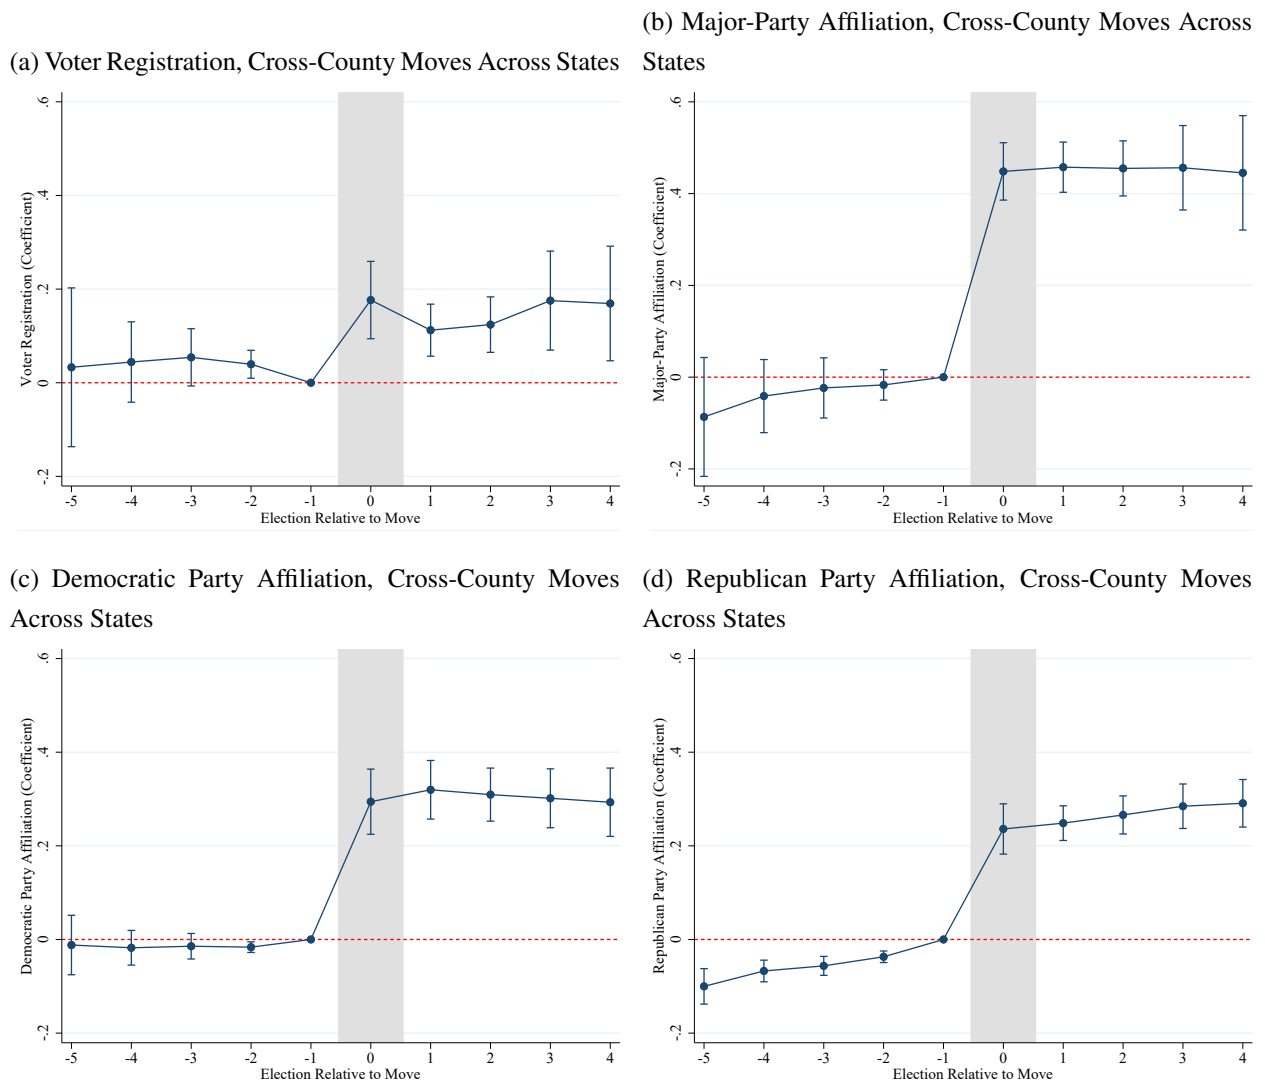 (a) Voter Registration, Cross-County Moves Across States
.6
.4
.2
0
-.2
Voter Registration (Coefficient)
-5 -4 -3 -2 -1 0 1 2 3 4
Election Relative to Move
(b) Major-Party Affiliation, Cross-County Moves Across
States
.6
.4
.2
0
-.2
Major-Party Affiliation (Coefficient)
-5 -4 -3 -2 -1 0 1 2 3 4
Election Relative to Move
(c) Democratic Party Affiliation, Cross-County Moves
Across States
.6
.4
.2
0
-.2
Democratic Party Affiliation (Coefficient)
-5 -4 -3 -2 -1 0 1 2 3 4
Election Relative to Move
(d) Republican Party Affiliation, Cross-County Moves
Across States
.6
.4
.2
0
-.2
Republican Party Affiliation (Coefficient)
-5 -4 -3 -2 -1 0 1 2 3 4
Election Relative to Move